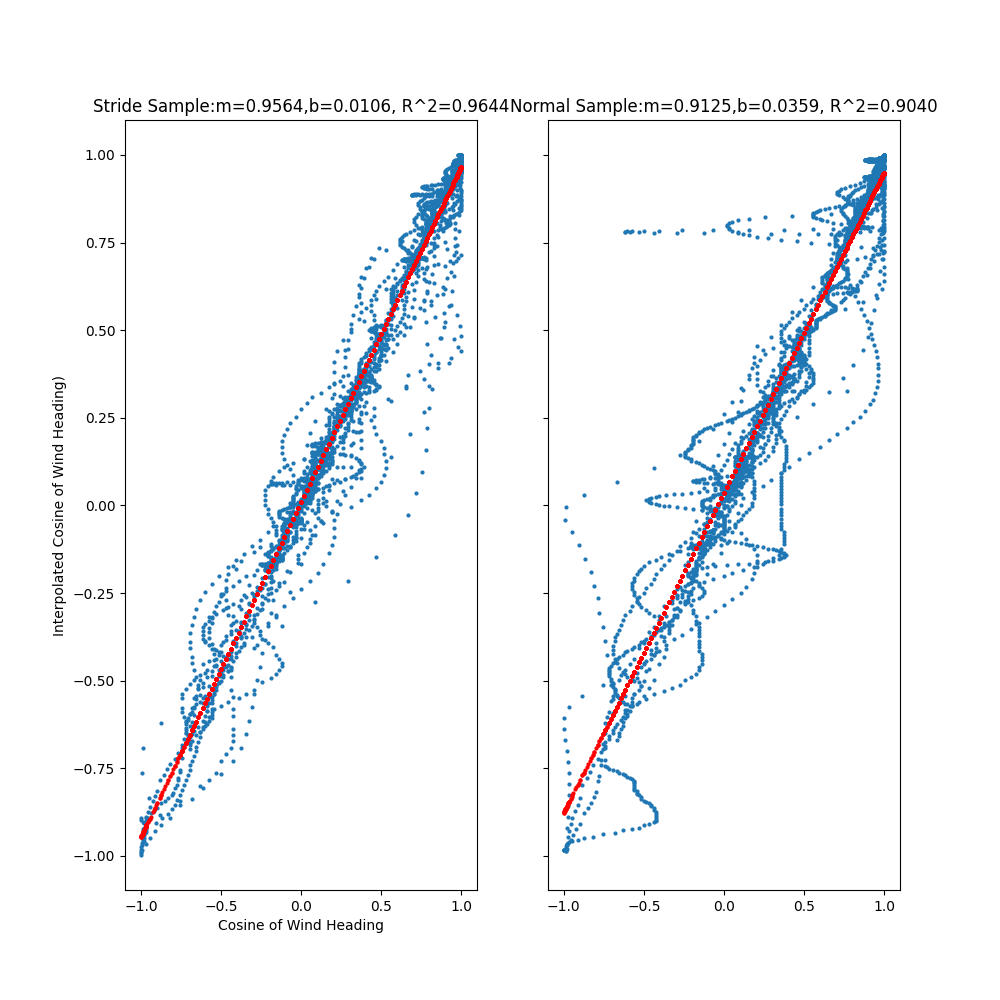 Stride Sample:m=0.9564,b=0.0106, R^2=0.9644
Normal Sample:m=0.9125,b=0.0359, R^2=0.9040
Interpolated Cosine of Wind Heading)
1.00
0.75
0.50
0.25
0.00
−0.25
−0.50
−0.75
−1.00
−1.0 −0.5 0.0 0.5 1.0
−1.0 −0.5 0.0 0.5 1.0
Cosine of Wind Heading